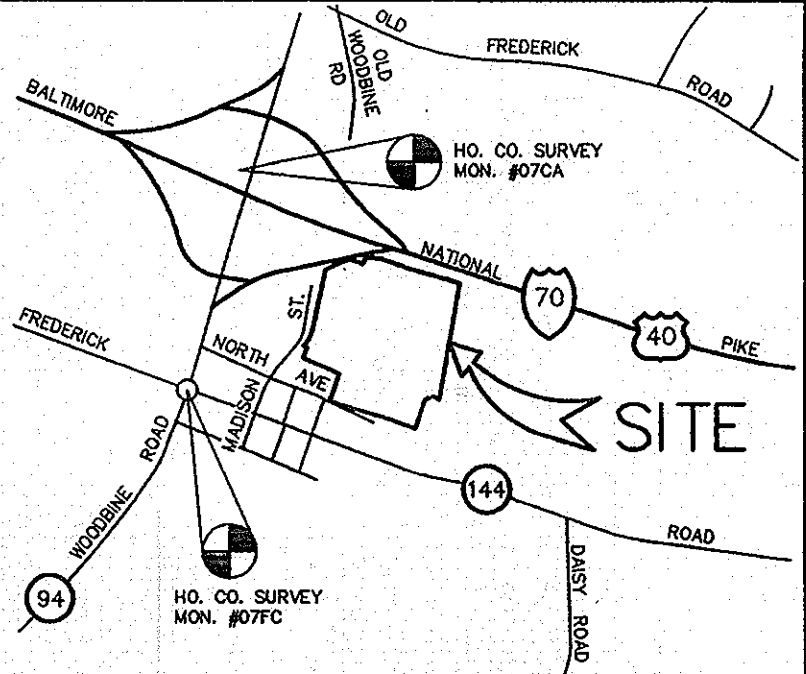 OLD
FREDERICK
ROAD
OLD
WOODBINE
RD
BALTIMORE
HO. CO. SURVEY
MON. #07CA
NATIONAL
70
40
PIKE
ST.
FREDERICK
NORTH
AVE
MADISON
SITE
ROAD
WOODBINE
144
ROAD
DAISY ROAD
94
HO. CO. SURVEY
MON. #07FC